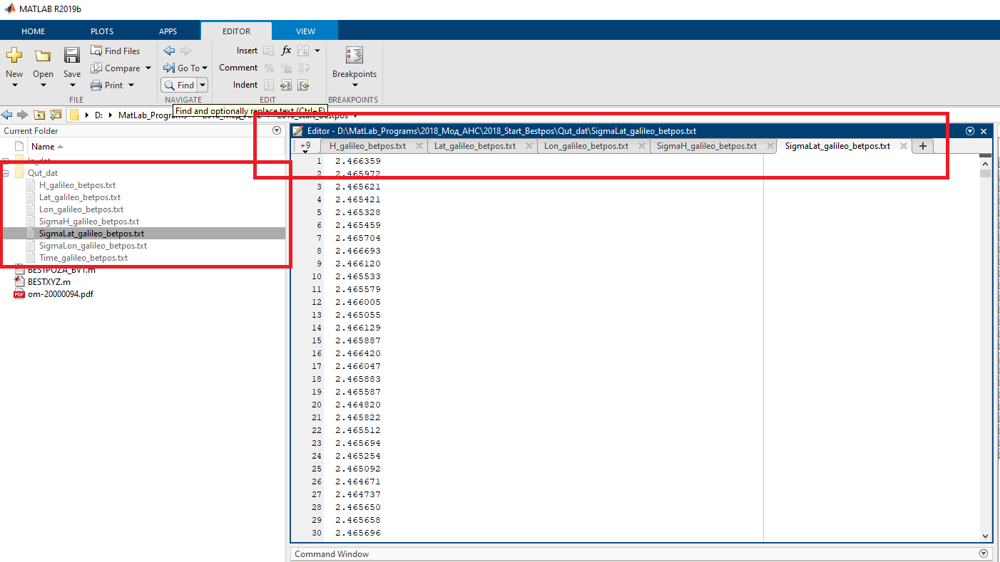 MATLAB R2019b
HOME PLOTS APPS EDITOR VIEW
New Open Save Find Files Compare Print
Go To Find
Insert fx
Comment
Indent
Breakpoints
FILE NAVIGATE EDIT BREAKPOINTS
Find and optionally replace text (Ctrl+F)
D: MatLab_Programs 2018_Мод_АНС 2018_Start_Bestpos
Current Folder
Name
In_dat
Qut_dat
H_galileo_betpos.txt
Lat_galileo_betpos.txt
Lon_galileo_betpos.txt
SigmaH_galileo_betpos.txt
SigmaLat_galileo_betpos.txt
SigmaLon_galileo_betpos.txt
Time_galileo_betpos.txt
BESTPOZA_BV1.m
BESTXYZ.m
PDF om-20000094.pdf
Editor - D:\MatLab_Programs\2018_Мод_АНС\2018_Start_Bestpos\Qut_dat\SigmaLat_galileo_betpos.txt
+9 H_galileo_betpos.txt Lat_galileo_betpos.txt Lon_galileo_betpos.txt SigmaH_galileo_betpos.txt SigmaLat_galileo_betpos.txt +
1 2.466359
2 2.465972
3 2.465621
4 2.465421
5 2.465328
6 2.465459
7 2.465704
8 2.466693
9 2.466120
10 2.465533
11 2.465579
12 2.466005
13 2.465055
14 2.466129
15 2.465887
16 2.466420
17 2.466047
18 2.465883
19 2.465587
20 2.464820
21 2.465822
22 2.465512
23 2.465694
24 2.465254
25 2.465092
26 2.464671
27 2.464737
28 2.465650
29 2.465658
30 2.465696
Command Window